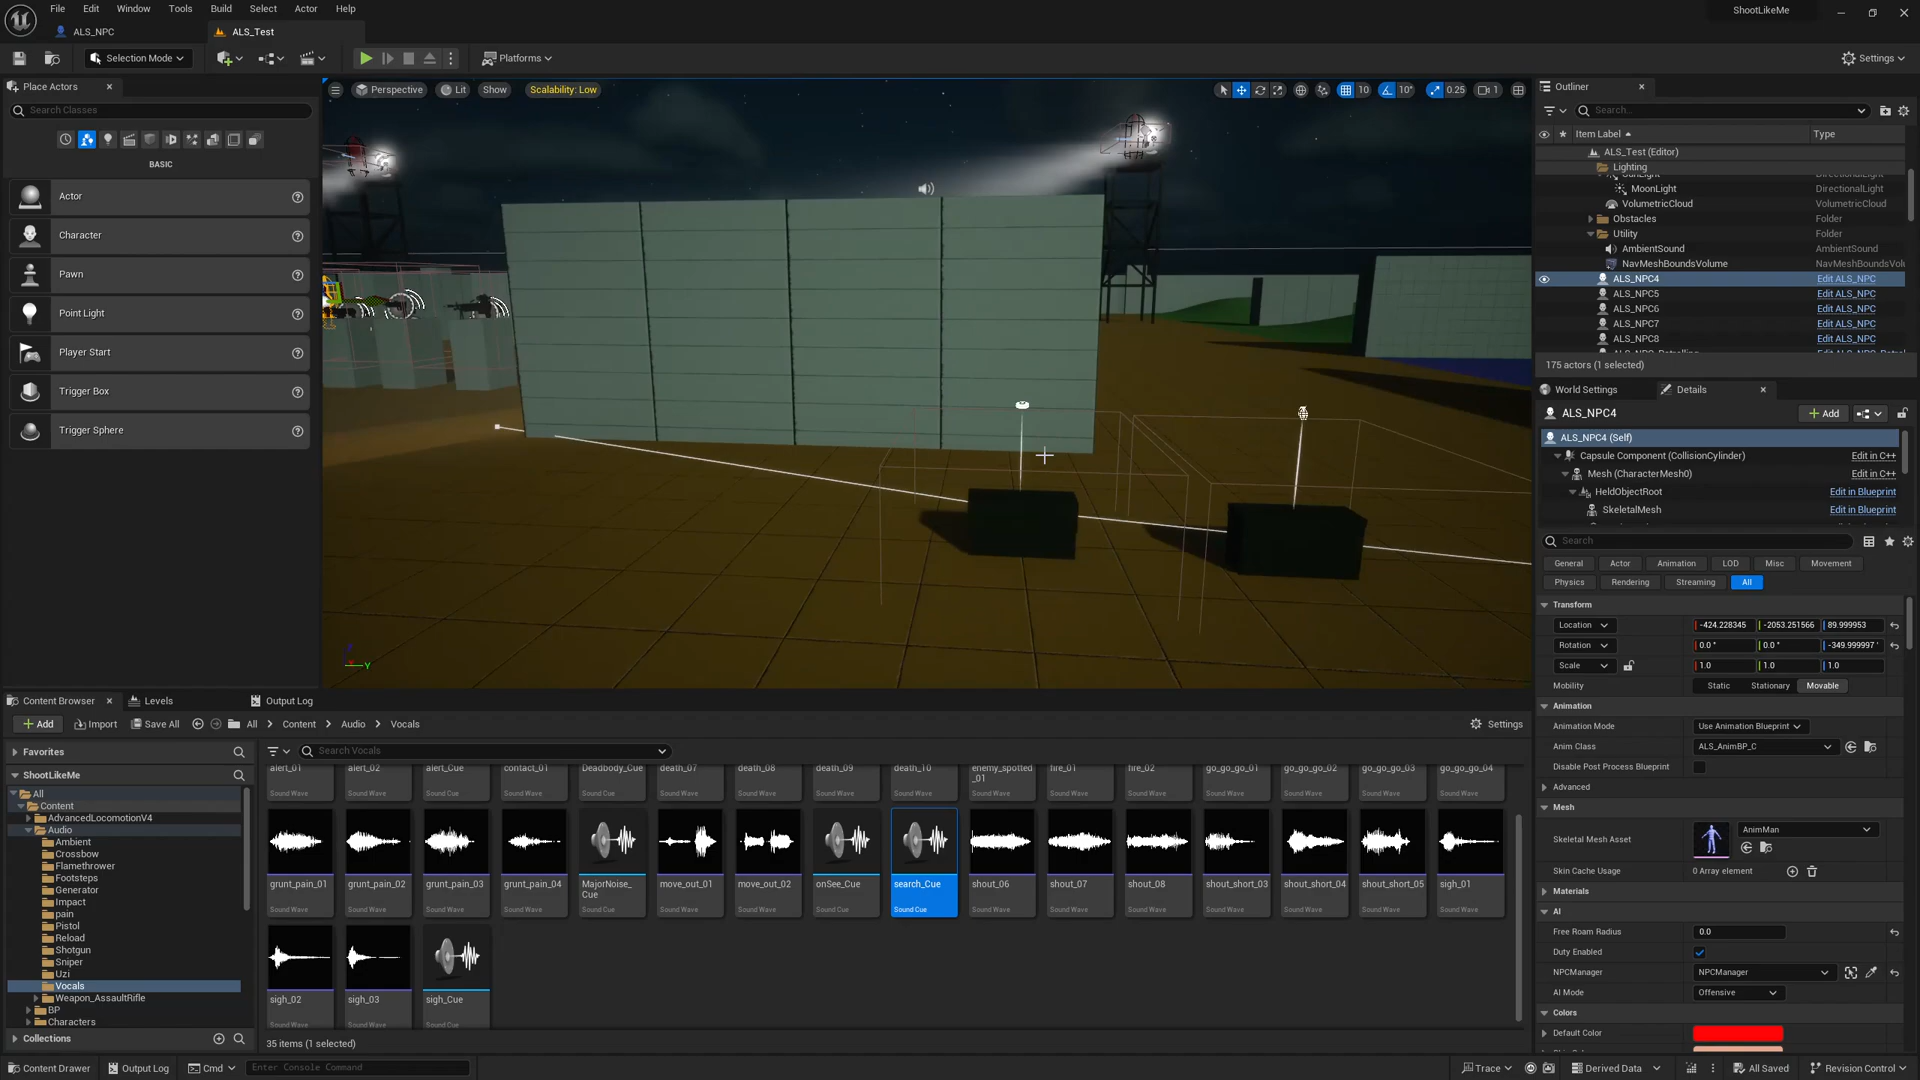 File Edit Window Tools Build Select Actor Help
ShootLikeMe
ALS_NPC
ALS_Test
Selection Mode
Platforms
Settings
Place Actors
Search Classes
BASIC
Actor
Character
Pawn
Point Light
Player Start
Trigger Box
Trigger Sphere
Perspective
Lit
Show
Scalability: Low
10
10°
0.25
1
Outliner
Search...
Item Label
Type
ALS_Test (Editor)
Lighting
SunLight DirectionalLight
MoonLight DirectionalLight
VolumetricCloud VolumetricCloud
Obstacles Folder
Utility Folder
AmbientSound AmbientSound
NavMeshBoundsVolume NavMeshBoundsVolu
ALS_NPC4 Edit ALS_NPC
ALS_NPC5 Edit ALS_NPC
ALS_NPC6 Edit ALS_NPC
ALS_NPC7 Edit ALS_NPC
ALS_NPC8 Edit ALS_NPC
175 actors (1 selected)
World Settings
Details
ALS_NPC4
Add
ALS_NPC4 (Self)
Capsule Component (CollisionCylinder) Edit in C++
Mesh (CharacterMesh0) Edit in C++
HeldObjectRoot Edit in Blueprint
SkeletalMesh Edit in Blueprint
Search
General Actor Animation LOD Misc Movement
Physics Rendering Streaming All
Transform
Location -424.228345 -2053.251566 89.999953
Rotation 0.0 ° 0.0 ° -349.999997 °
Scale 1.0 1.0 1.0
Mobility Static Stationary Movable
Animation
Animation Mode Use Animation Blueprint
Anim Class ALS_AnimBP_C
Disable Post Process Blueprint
Advanced
Mesh
Skeletal Mesh Asset AnimMan
Skin Cache Usage 0 Array element
Materials
AI
Free Roam Radius 0.0
Duty Enabled
NPCManager NPCManager
AI Mode Offensive
Colors
Default Color
Z
Y
Content Browser
Levels
Output Log
Add
Import
Save All
All
Content
Audio
Vocals
Settings
Favorites
ShootLikeMe
All
Content
AdvancedLocomotionV4
Audio
Ambient
Crossbow
Flamethrower
Footsteps
Generator
Impact
pain
Pistol
Reload
Shotgun
Sniper
Uzi
Vocals
Weapon_AssaultRifle
BP
Characters
Collections
Search Vocals
alert_01 alert_02 alert_Cue contact_01 Deadbody_Cue death_07 death_08 death_09 death_10 enemy_spotted_01 fire_01 fire_02 go_go_go_01 go_go_go_02 go_go_go_03 go_go_go_04
Sound Wave Sound Wave Sound Cue Sound Wave Sound Cue Sound Wave Sound Wave Sound Wave Sound Wave Sound Wave Sound Wave Sound Wave Sound Wave Sound Wave Sound Wave Sound Wave
grunt_pain_01 grunt_pain_02 grunt_pain_03 grunt_pain_04 MajorNoise_Cue move_out_01 move_out_02 onSee_Cue search_Cue shout_06 shout_07 shout_08 shout_short_03 shout_short_04 shout_short_05 sigh_01
Sound Wave Sound Wave Sound Wave Sound Wave Sound Cue Sound Wave Sound Wave Sound Cue Sound Cue Sound Wave Sound Wave Sound Wave Sound Wave Sound Wave Sound Wave Sound Wave
sigh_02 sigh_03 sigh_Cue
Sound Wave Sound Wave Sound Cue
35 items (1 selected)
Content Drawer
Output Log
Cmd
Enter Console Command
Trace
Derived Data
All Saved
Revision Control